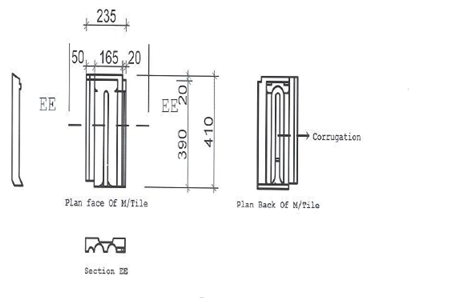 235
50 165 20
EE EE
20
390
410
Corrugation
Plan face Of M/Tile
Plan Back Of M/Tile
Section EE